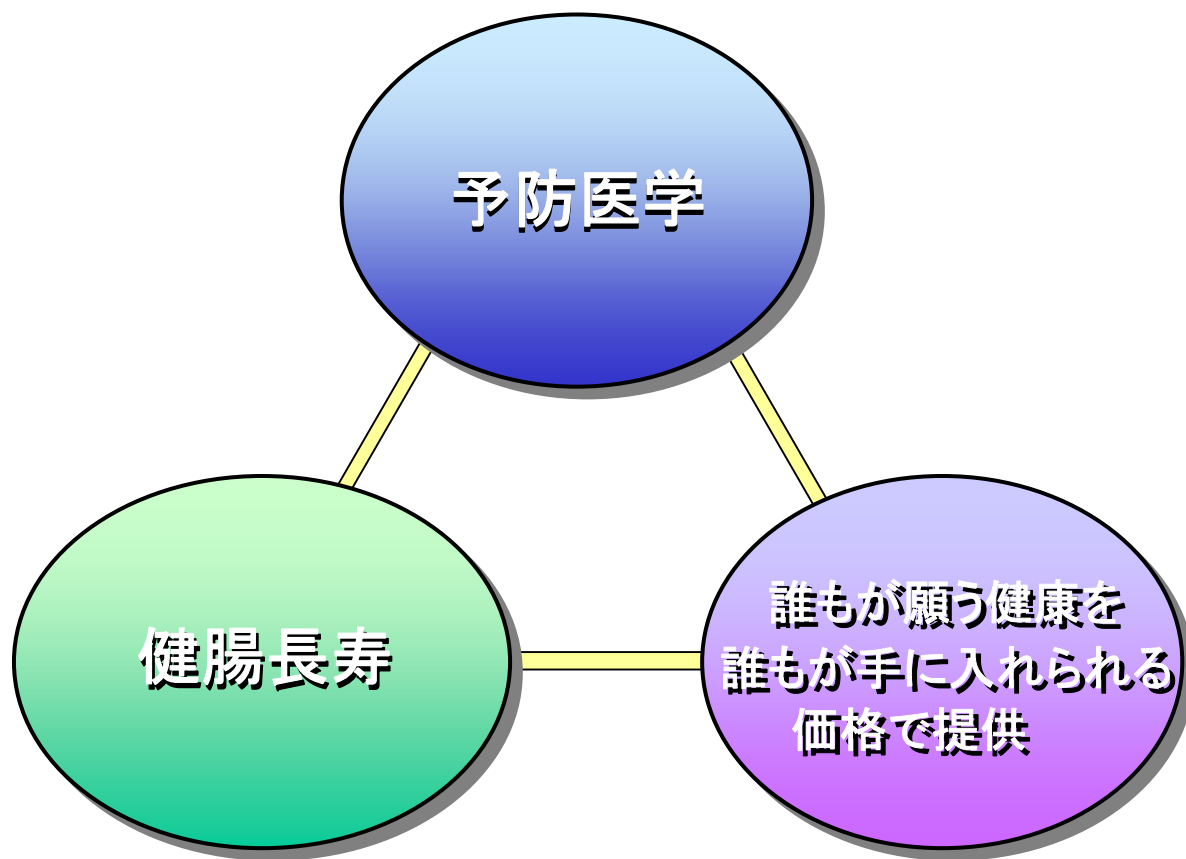 予防医学
健腸長寿
誰もが願う健康を
誰もが手に入れられる
価格で提供